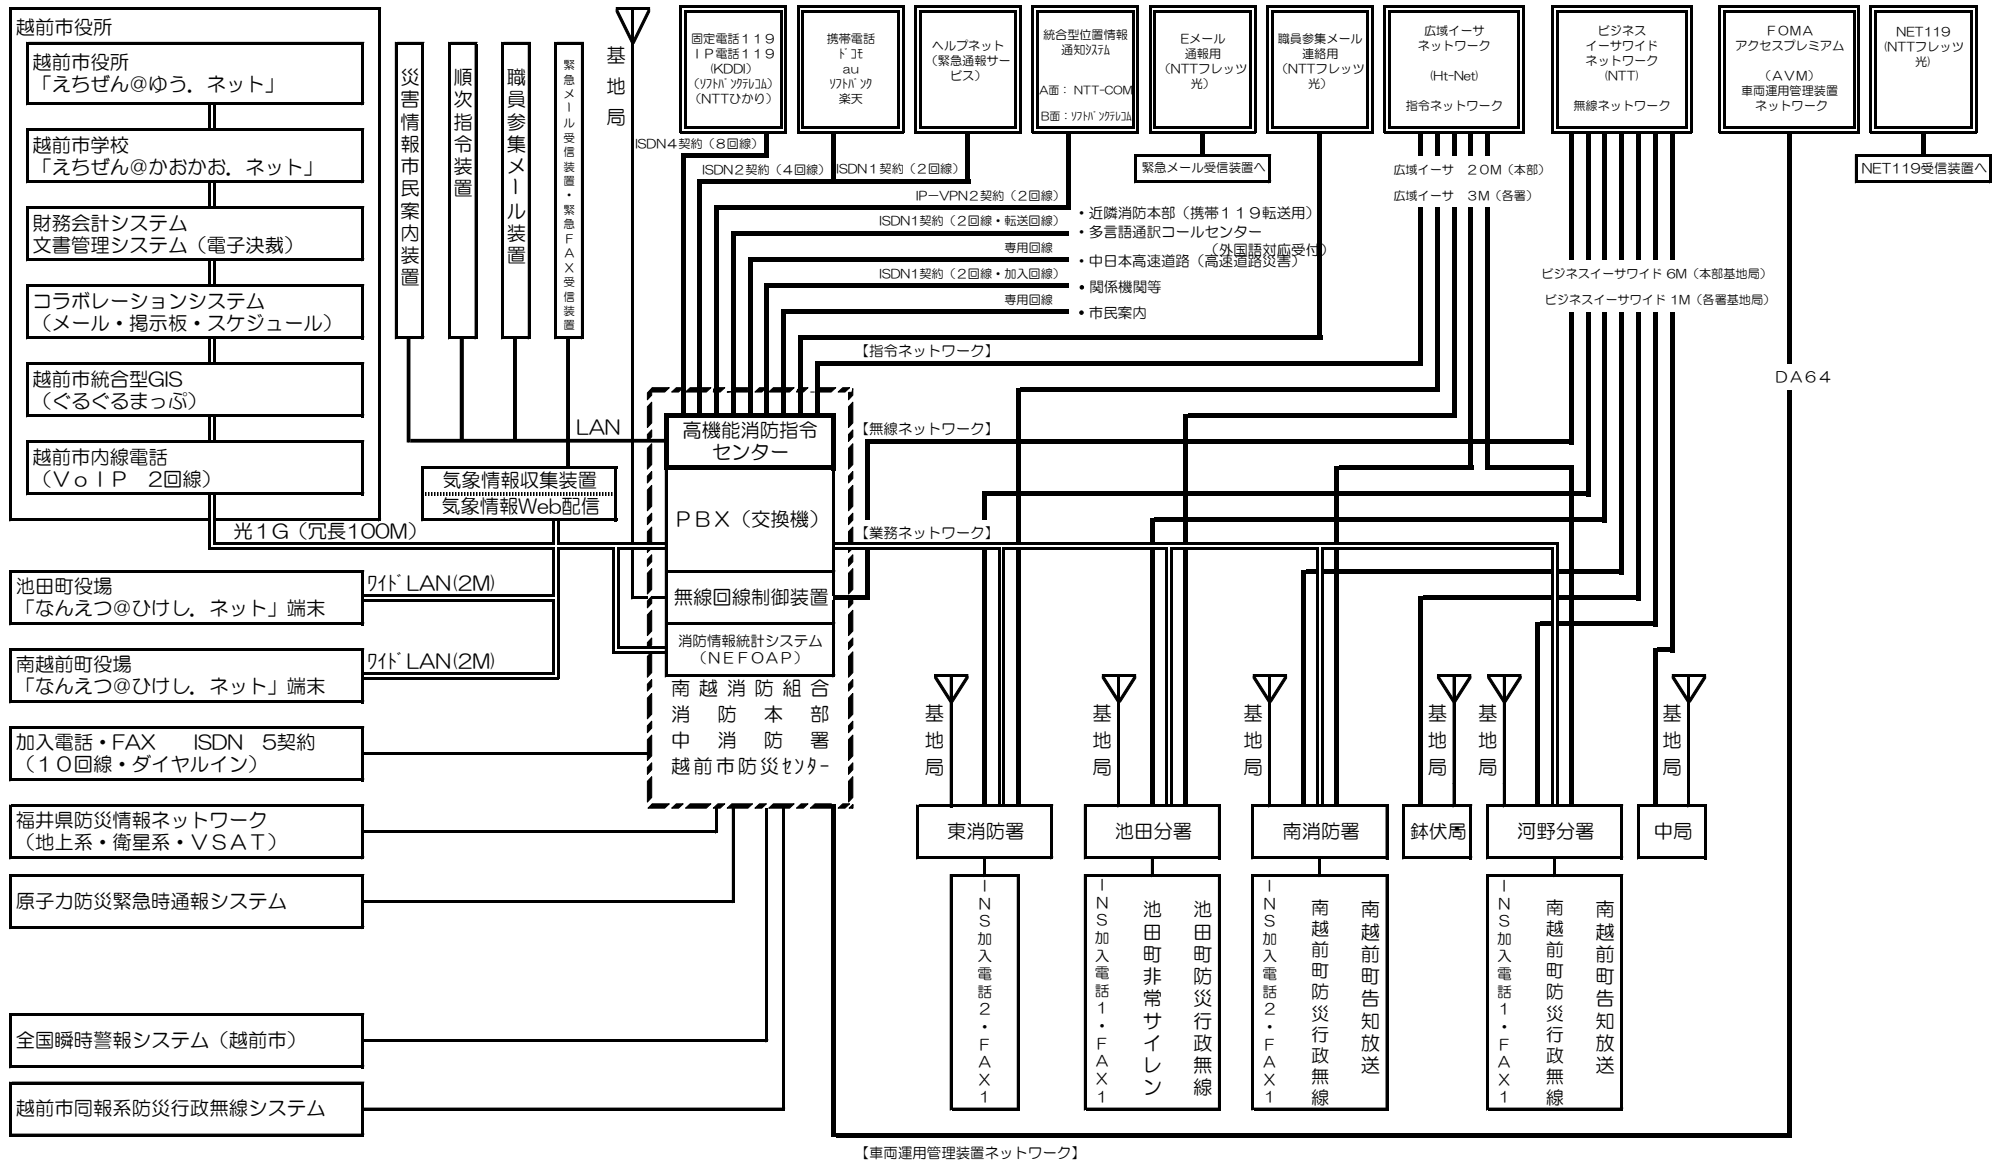 越前市役所
越前市役所
「えちぜん@ゆう．ネット」
越前市学校
「えちぜん@かおかお．ネット」
財務会計システム
文書管理システム（電子決裁）
コラボレーションシステム
（メール・掲示板・スケジュール）
越前市統合型GIS
（ぐるぐるまっぷ）
越前市内線電話
（ＶｏＩＰ　2回線）
災害情報市民案内装置
順次指令装置
職員参集メール装置
緊急メール受信装置・緊急ＦＡＸ受信装置
基地局
固定電話１１９
ＩＰ電話１１９
(KDDI)
(ｿﾌﾄﾊﾞﾝｸﾃﾚｺﾑ)
(NTTひかり)
携帯電話
ﾄﾞｺﾓ
au
ｿﾌﾄﾊﾞﾝｸ
楽天
ヘルプネット
（緊急通報サー
ビス）
統合型位置情報
通知ｼｽﾃﾑ
A面： NTT-COM
B面：ｿﾌﾄﾊﾞﾝｸﾃﾚｺﾑ
Eメール
通報用
（NTTフレッツ
光）
職員参集メール
連絡用
（NTTフレッツ
光）
広域イーサ
ネットワーク
(Ht-Net)
指令ネットワーク
ビジネス
イーサワイド
ネットワーク
(NTT)
無線ネットワーク
ＦＯＭＡ
アクセスプレミアム
（ＡＶＭ）
車両運用管理装置
ネットワーク
NET119
(NTTフレッツ
光)
ISDN４契約（８回線）
ISDN２契約（４回線）
ISDN１契約（２回線）
IP－VPN２契約（２回線）
ISDN1契約（２回線・転送回線）
専用回線
ISDN１契約（２回線・加入回線）
専用回線
緊急メール受信装置へ
NET119受信装置へ
広域イーサ　２０Ｍ（本部）
広域イーサ　３Ｍ（各署）
・近隣消防本部（携帯１１９転送用）
・多言語通訳コールセンター
（外国語対応受付）
・中日本高速道路（高速道路災害）
・関係機関等
・市民案内
ビジネスイーサワイド 6Ｍ（本部基地局）
ビジネスイーサワイド 1Ｍ（各署基地局）
【指令ネットワーク】
ＤＡ６４
LAN
高機能消防指令
センター
【無線ネットワーク】
気象情報収集装置
気象情報Web配信
ＰＢＸ（交換機）
光１Ｇ（冗長100Ｍ）
【業務ネットワーク】
池田町役場
「なんえつ@ひけし．ネット」端末
ﾜｲﾄﾞLAN(2M)
無線回線制御装置
消防情報統計システム
（ＮＥＦＯＡＰ）
南越前町役場
「なんえつ@ひけし．ネット」端末
ﾜｲﾄﾞLAN(2M)
南越消防組合
消防本部
中消防署
越前市防災ｾﾝﾀｰ
加入電話・FAX　　ISDN　5契約
（１０回線・ダイヤルイン）
福井県防災情報ネットワーク
（地上系・衛星系・ＶＳＡＴ）
原子力防災緊急時通報システム
全国瞬時警報システム（越前市）
越前市同報系防災行政無線システム
基地局
基地局
基地局
基地局
基地局
基地局
東消防署
池田分署
南消防署
鉢伏局
河野分署
中局
ＩＮＳ加入電話２・ＦＡＸ１
ＩＮＳ加入電話１・ＦＡＸ１
池田町非常サイレン
池田町防災行政無線
ＩＮＳ加入電話２・ＦＡＸ１
南越前町防災行政無線
南越前町告知放送
ＩＮＳ加入電話１・ＦＡＸ１
南越前町防災行政無線
南越前町告知放送
【車両運用管理装置ネットワーク】